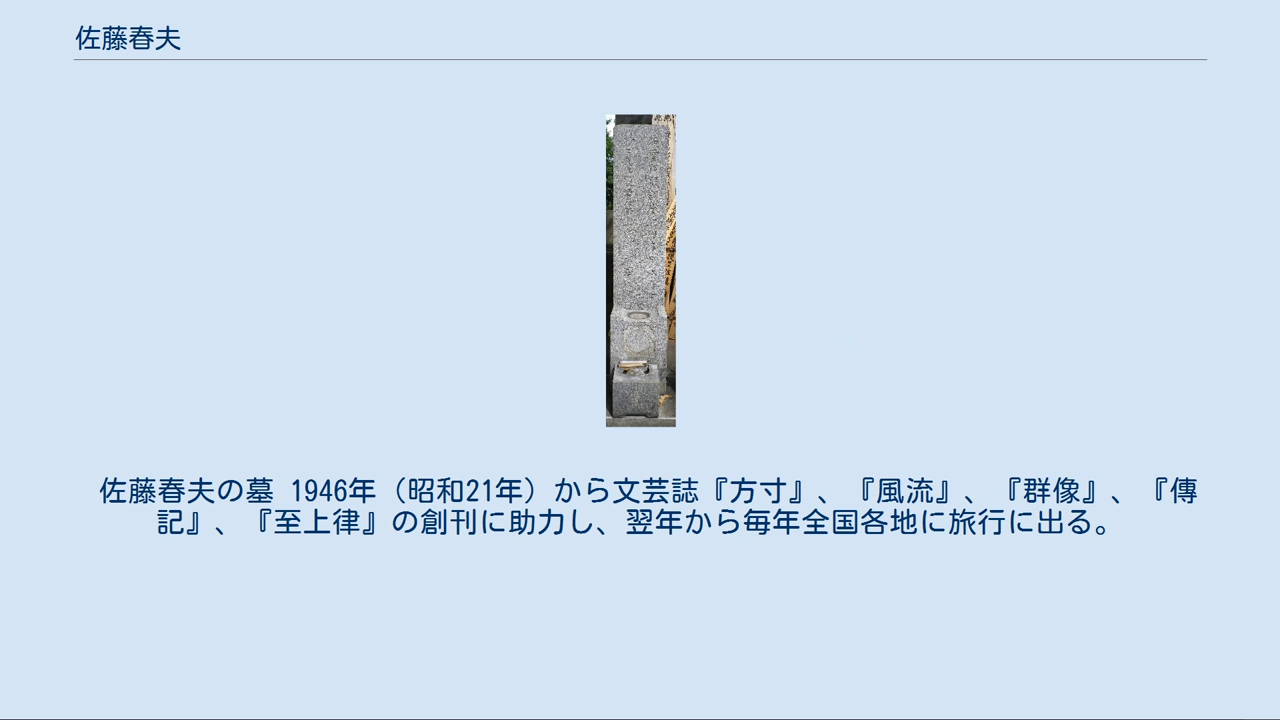 佐藤春夫
佐藤春夫の墓 1946年（昭和21年）から文芸誌『方寸』、『風流』、『群像』、『傳
記』、『至上律』の創刊に助力し、翌年から毎年全国各地に旅行に出る。